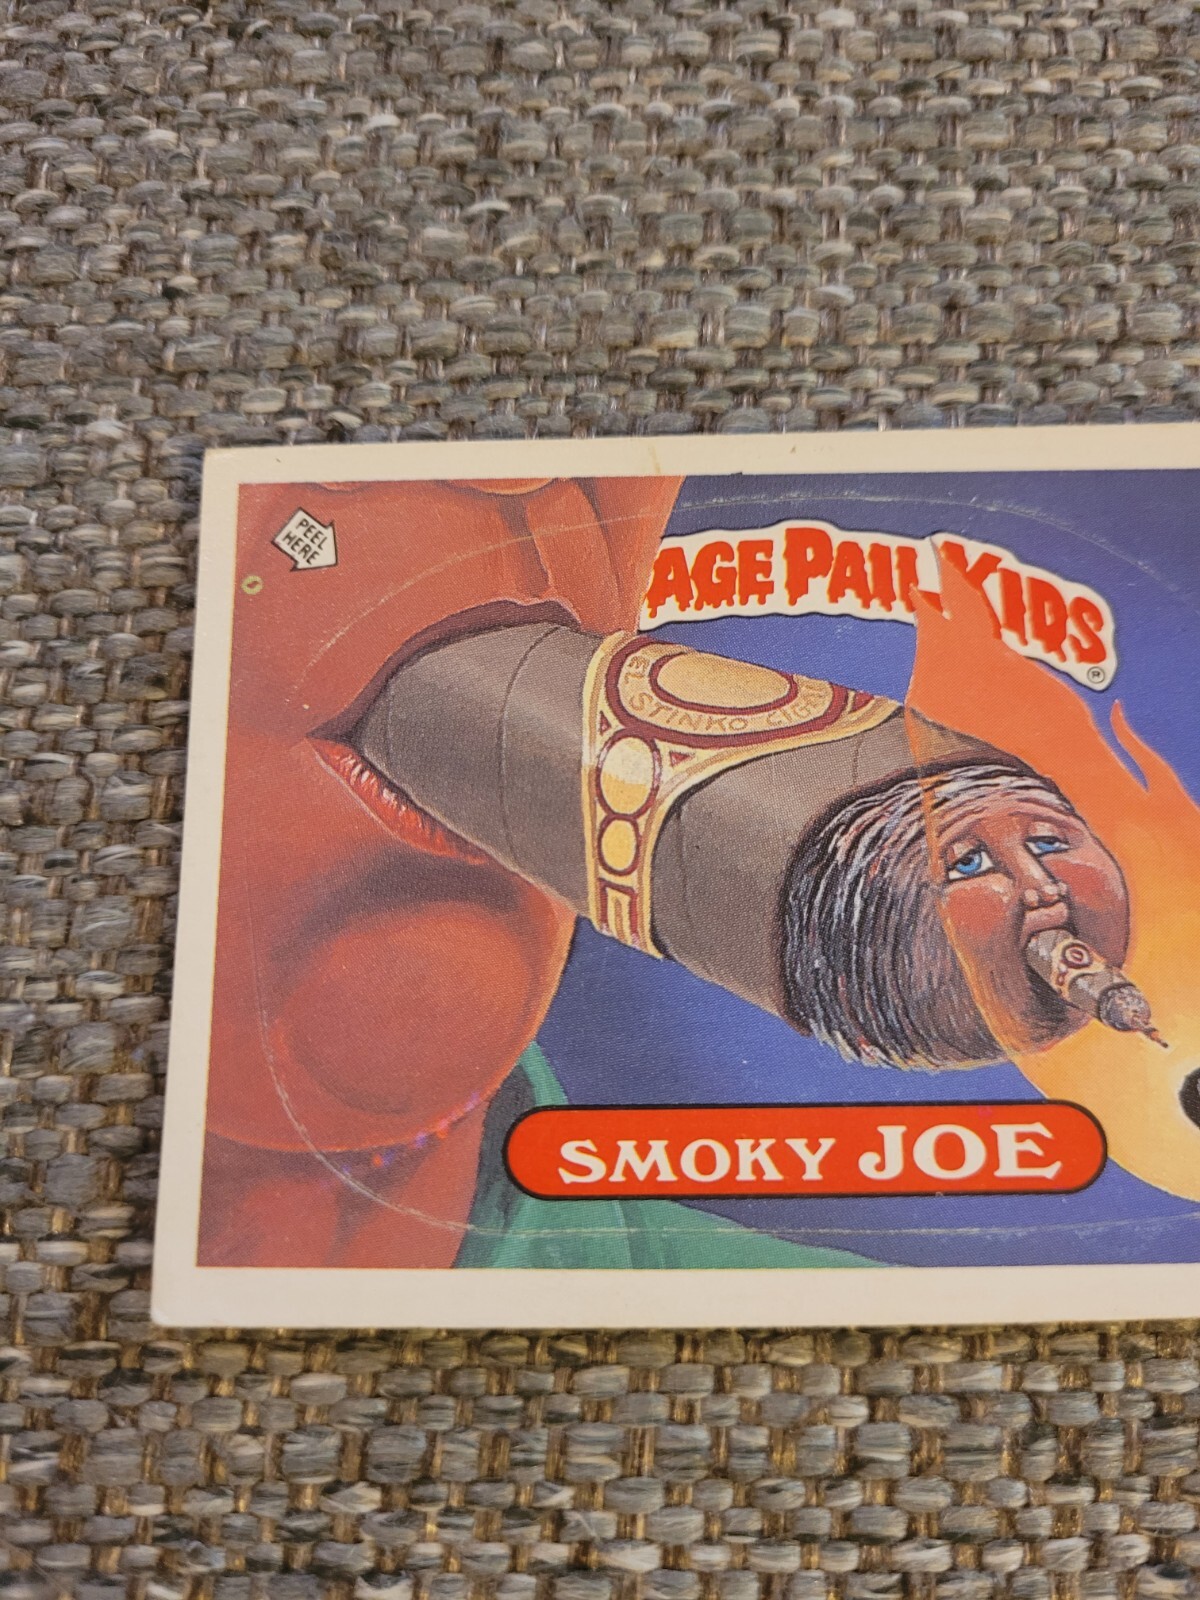 PEEL
HERE
AGE PAIL KIDS
®
EL STINKO CIGAR
SMOKY JOE